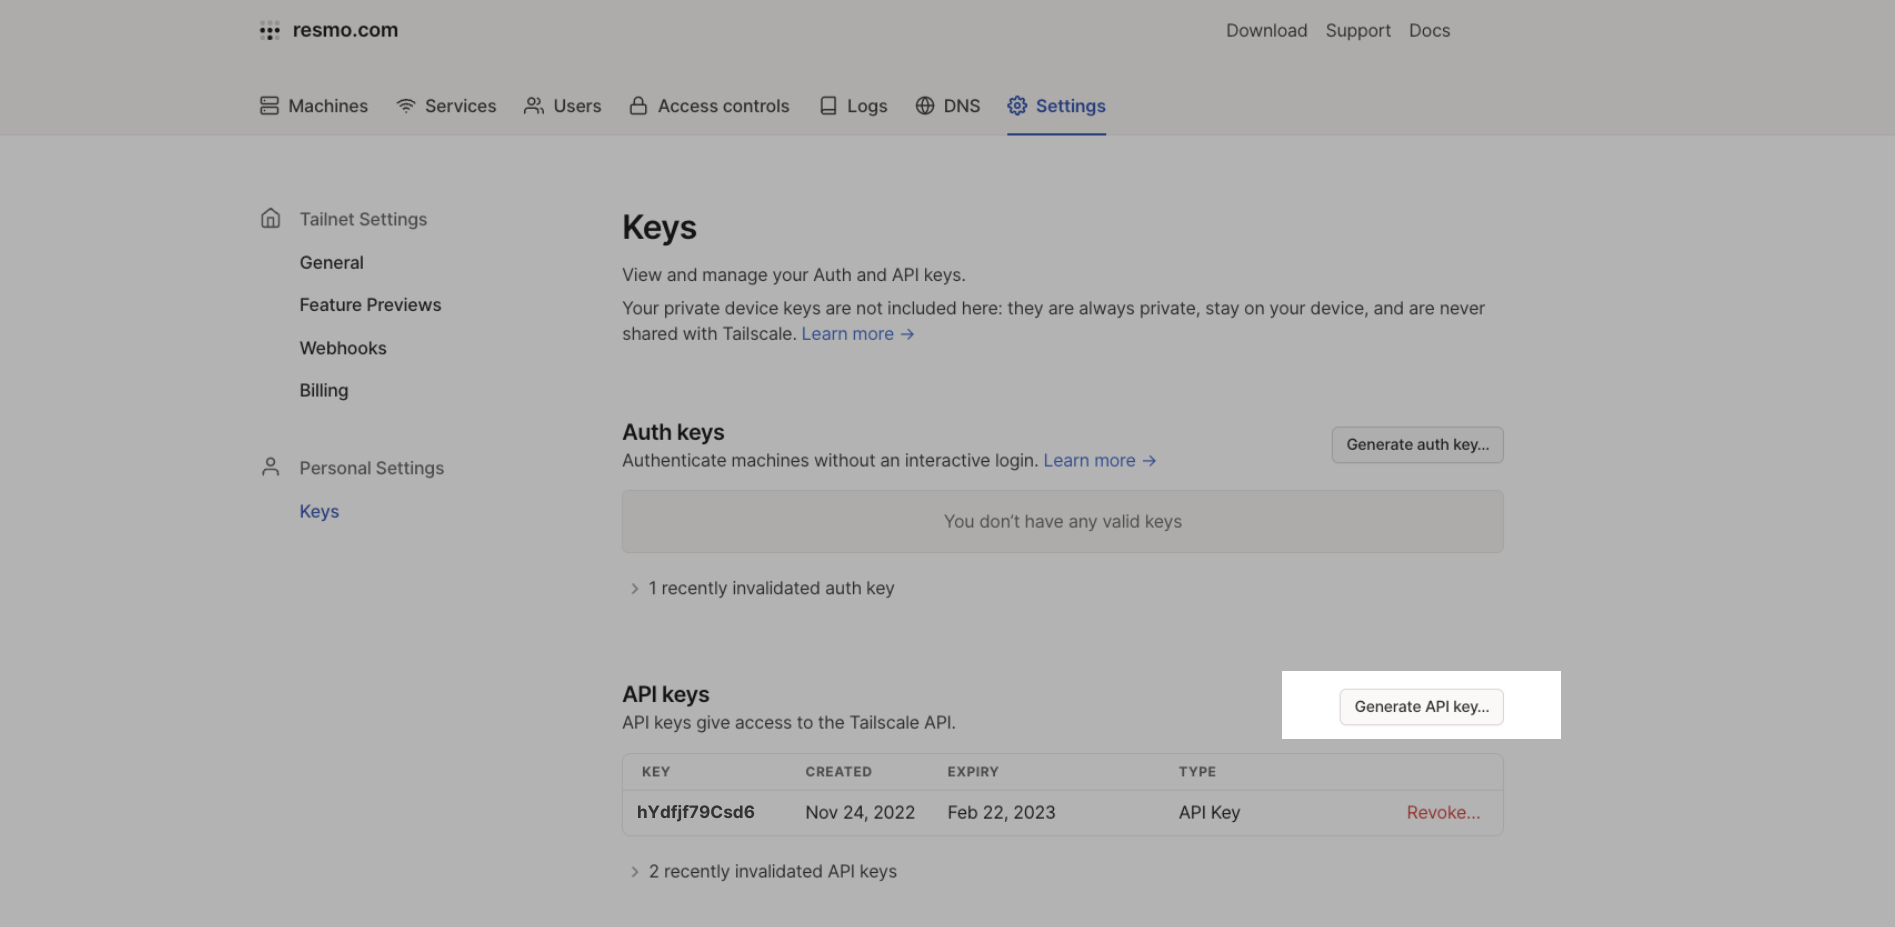 resmo.com
Download Support Docs
Machines Services Users Access controls Logs DNS Settings
Tailnet Settings
General
Feature Previews
Webhooks
Billing
Personal Settings
Keys
Keys
View and manage your Auth and API keys.
Your private device keys are not included here: they are always private, stay on your device, and are never
shared with Tailscale. Learn more →
Auth keys
Authenticate machines without an interactive login. Learn more →
Generate auth key...
You don’t have any valid keys
1 recently invalidated auth key
API keys
API keys give access to the Tailscale API.
Generate API key...
KEY CREATED EXPIRY TYPE
hYdfjf79Csd6 Nov 24, 2022 Feb 22, 2023 API Key Revoke...
2 recently invalidated API keys